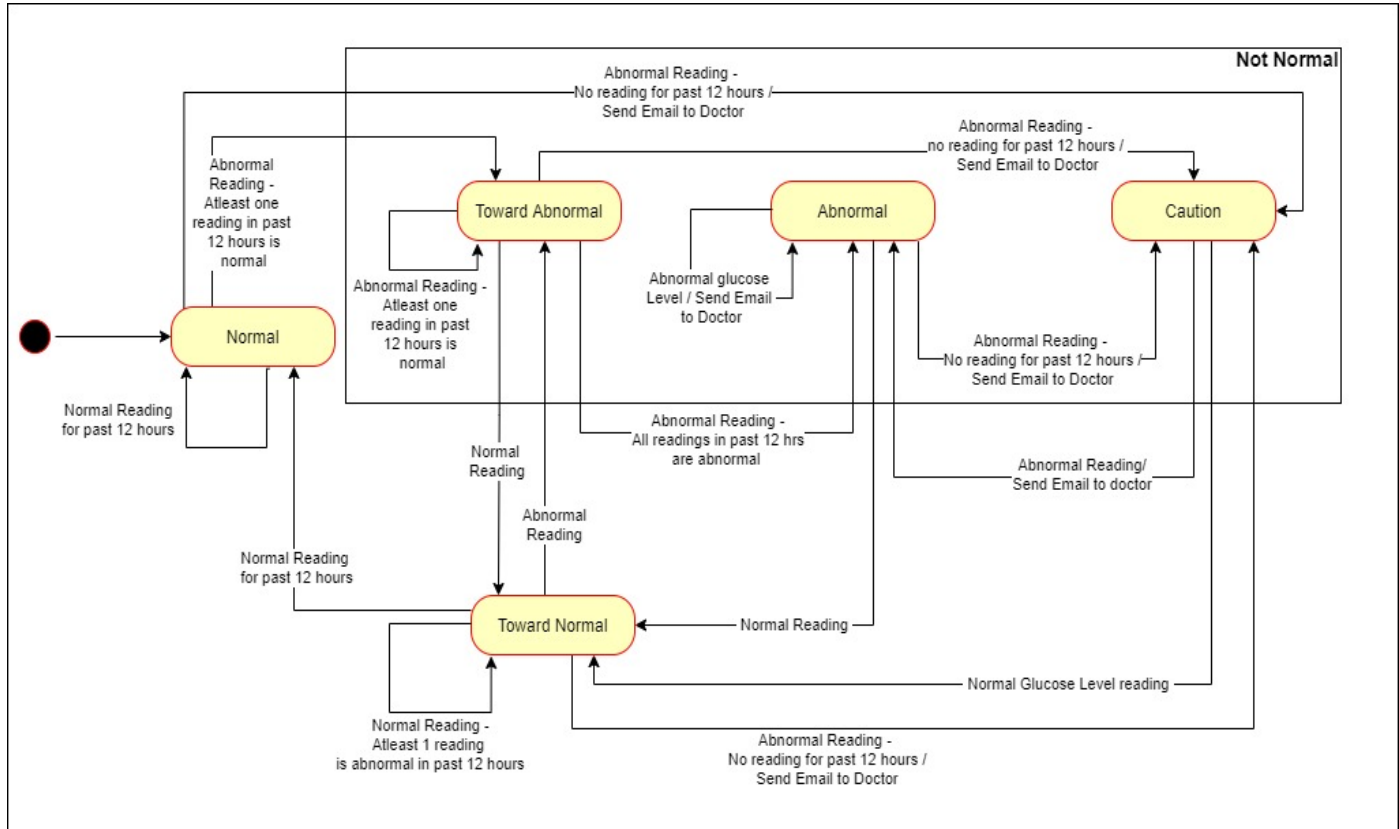 Not Normal
Abnormal Reading -
No reading for past 12 hours /
Send Email to Doctor
Abnormal Reading -
no reading for past 12 hours /
Send Email to Doctor
Abnormal
Reading -
Atleast one
reading in past
12 hours is
normal
Toward Abnormal
Abnormal
Caution
Abnormal Reading -
Atleast one
reading in past
12 hours is
normal
Abnormal glucose
Level / Send Email
to Doctor
Normal
Abnormal Reading -
No reading for past 12 hours /
Send Email to Doctor
Normal Reading
for past 12 hours
Normal
Reading
Abnormal Reading -
All readings in past 12 hrs
are abnormal
Abnormal Reading/
Send Email to doctor
Abnormal
Reading
Normal Reading
for past 12 hours
Toward Normal
Normal Reading
Normal Glucose Level reading
Normal Reading -
Atleast 1 reading
is abnormal in past 12 hours
Abnormal Reading -
No reading for past 12 hours /
Send Email to Doctor